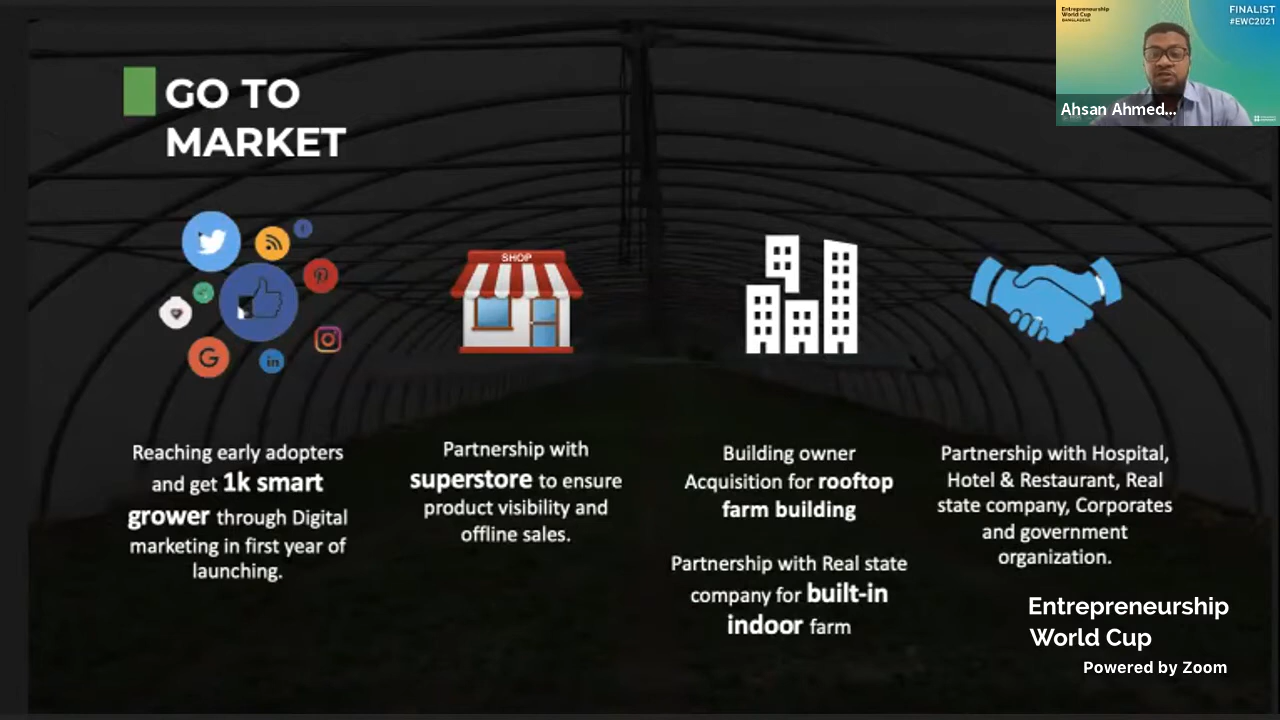 GO TO
MARKET
SHOP
Reaching early adopters
and get 1k smart
grower through Digital
marketing in first year of
launching.
Partnership with
superstore to ensure
product visibility and
offline sales.
Building owner
Acquisition for rooftop
farm building
Partnership with Real state
company for built-in
indoor farm
Partnership with Hospital,
Hotel & Restaurant, Real
state company, Corporates
and government
organization.
Entrepreneurship
World Cup
BANGLADESH
FINALIST
#EWC2021
Ahsan Ahmed...
Entrepreneurship
World Cup
Powered by Zoom